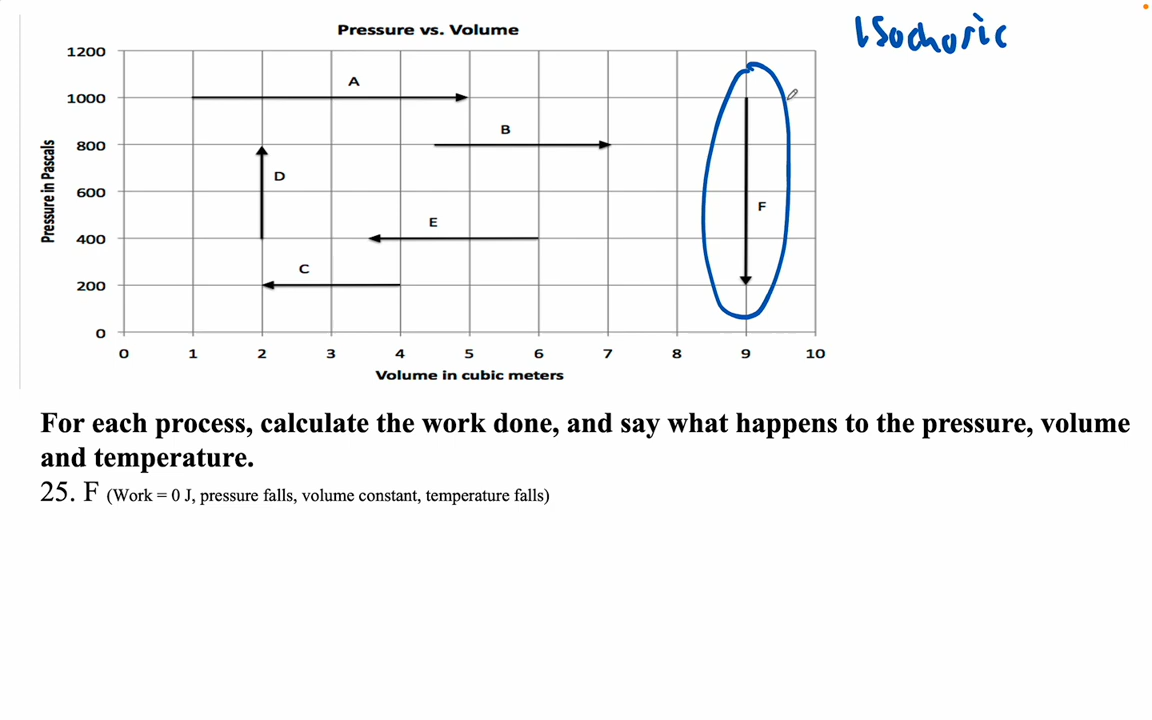 Pressure vs. Volume
Isochoric
1200
A
1000
B
800
D
600
F
E
400
C
200
0
Pressure in Pascals
0 1 2 3 4 5 6 7 8 9 10
Volume in cubic meters
For each process, calculate the work done, and say what happens to the pressure, volume
and temperature.
25. F (Work = 0 J, pressure falls, volume constant, temperature falls)